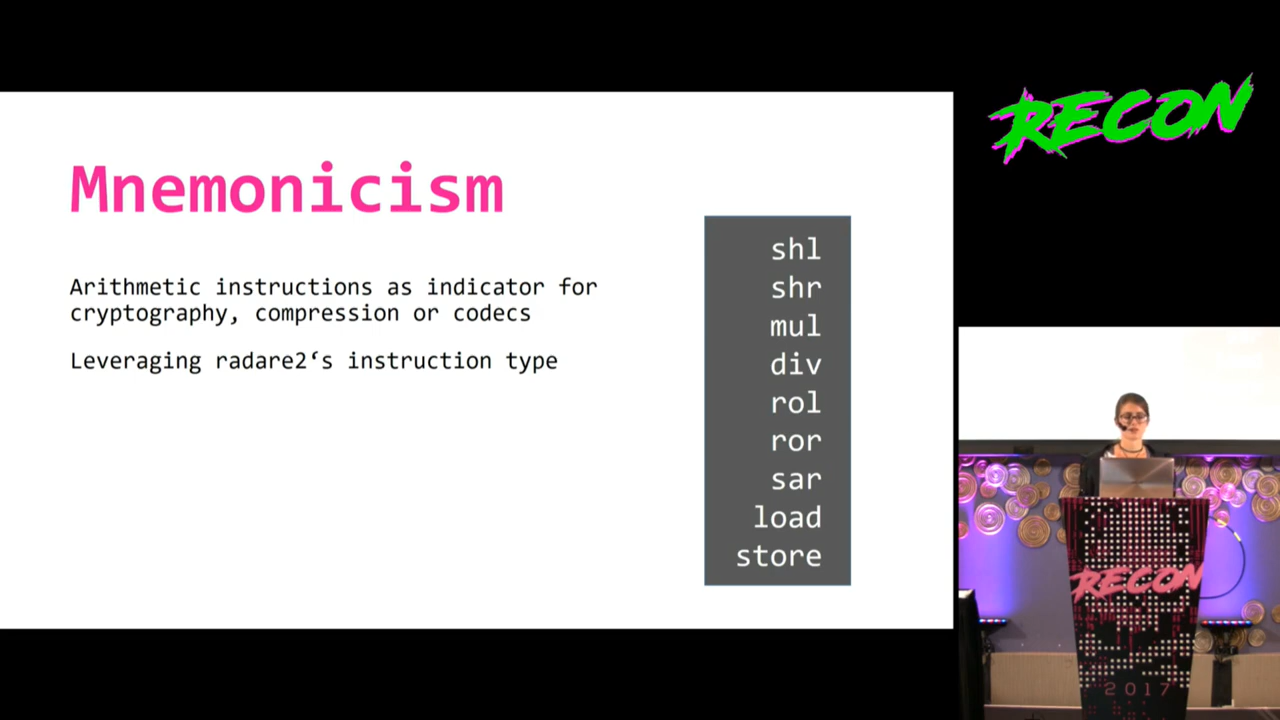 RECON
Mnemonicism
Arithmetic instructions as indicator for
cryptography, compression or codecs
Leveraging radare2‘s instruction type
shl
shr
mul
div
rol
ror
sar
load
store
RECON
2017